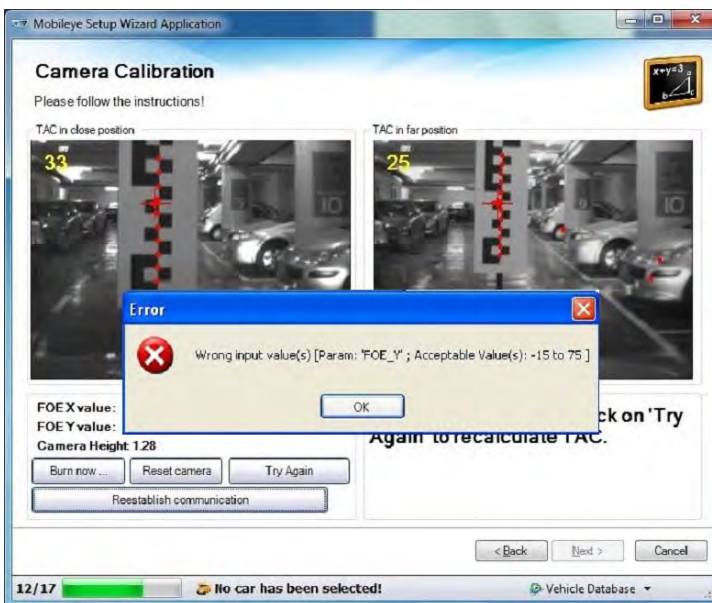 Mobileye Setup Wizard Application
Camera Calibration
Please follow the instructions!
x+y=3
a
b
c
TAC in close position
TAC in far position
33
25
10
10
Error
Wrong input value(s) [Param: 'FOE_Y' ; Acceptable Value(s): -15 to 75 ]
OK
FOE X value:
FOE Y value:
Camera Height 1.28
ck on 'Try
Again' to recalculate TAC.
Burn now ...
Reset camera
Try Again
Reestablish communication
< Back
Next >
Cancel
12/17
No car has been selected!
Vehicle Database